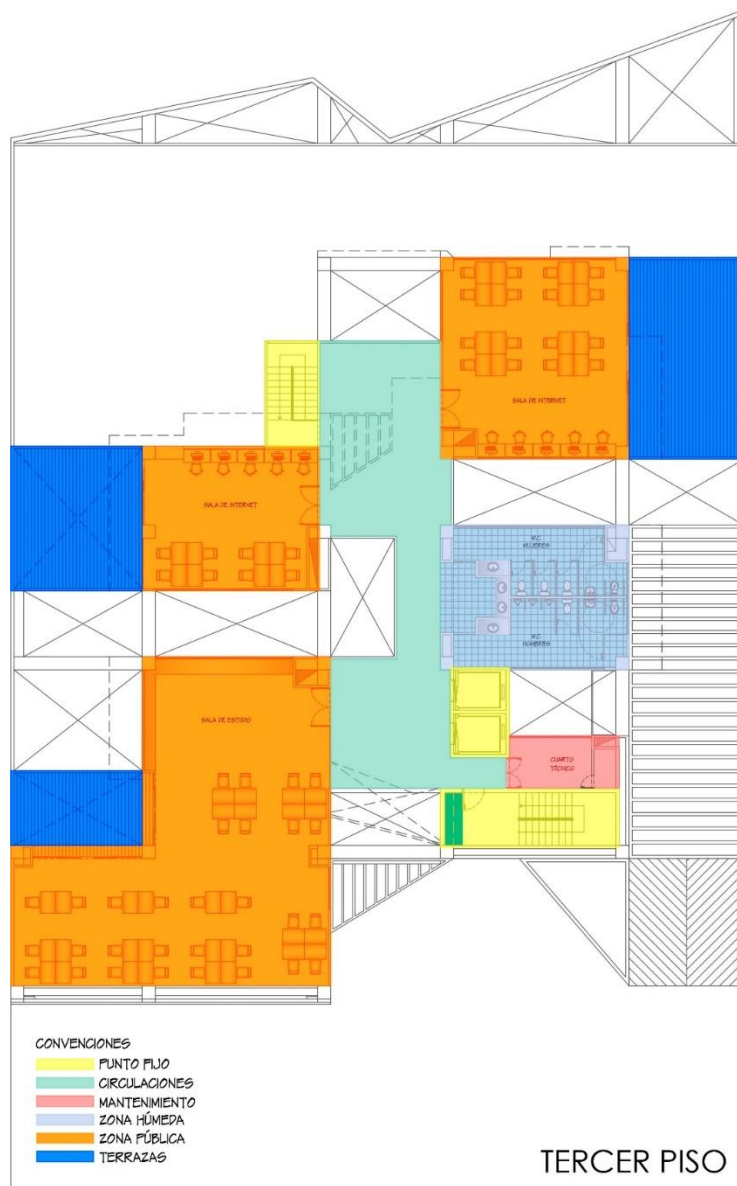 SALA DE INTERNET
SALA DE INTERNET
W.C.
MUJERES
W.C.
HOMBRES
SALA DE ESTUDIO
CUARTO
TÉCNICO
CONVENCIONES
PUNTO FIJO
CIRCULACIONES
MANTENIMIENTO
ZONA HÚMEDA
ZONA PÚBLICA
TERRAZAS
TERCER PISO